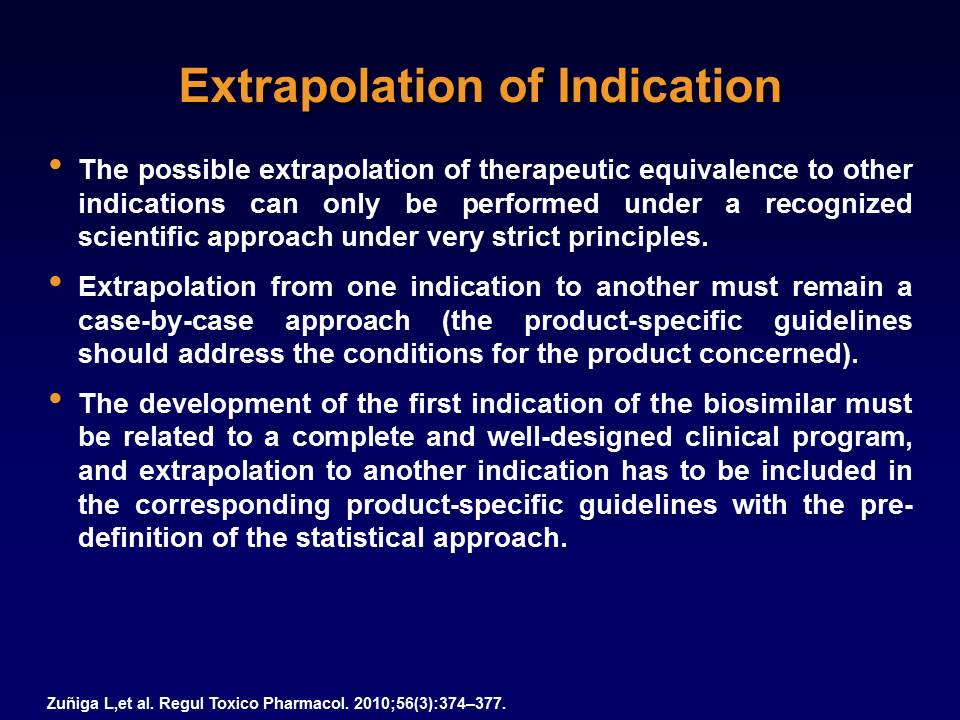 Extrapolation of Indication
• The possible extrapolation of therapeutic equivalence to other
indications can only be performed under a recognized
scientific approach under very strict principles.
• Extrapolation from one indication to another must remain a
case-by-case approach (the product-specific guidelines
should address the conditions for the product concerned).
• The development of the first indication of the biosimilar must
be related to a complete and well-designed clinical program,
and extrapolation to another indication has to be included in
the corresponding product-specific guidelines with the pre-
definition of the statistical approach.
Zuñiga L,et al. Regul Toxico Pharmacol. 2010;56(3):374–377.